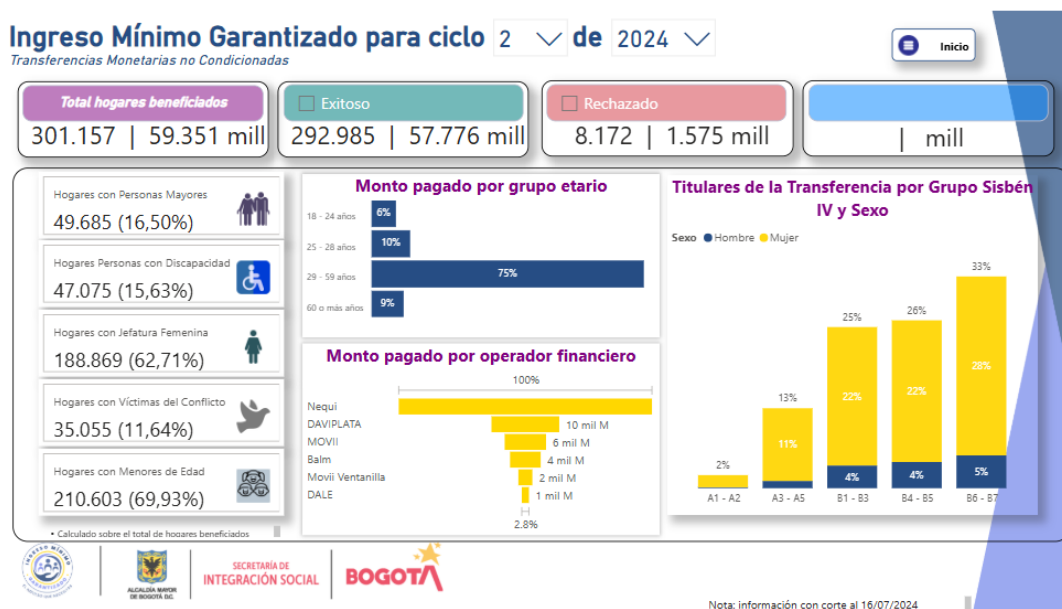 Ingreso Mínimo Garantizado para ciclo 2 de 2024
Transferencias Monetarias no Condicionadas
Inicio
Total hogares beneficiados
301.157 | 59.351 mill
Exitoso
292.985 | 57.776 mill
Rechazado
8.172 | 1.575 mill
| mill
Hogares con Personas Mayores
49.685 (16,50%)
Hogares Personas con Discapacidad
47.075 (15,63%)
Hogares con Jefatura Femenina
188.869 (62,71%)
Hogares con Víctimas del Conflicto
35.055 (11,64%)
Hogares con Menores de Edad
210.603 (69,93%)
• Calculado sobre el total de hogares beneficiados
Monto pagado por grupo etario
18 - 24 años 6%
25 - 28 años 10%
29 - 59 años 75%
60 o más años 9%
Monto pagado por operador financiero
100%
Nequi
DAVIPLATA 10 mil M
MOVII 6 mil M
Balm 4 mil M
Movii Ventanilla 2 mil M
DALE 1 mil M
2.8%
Titulares de la Transferencia por Grupo Sisbén
IV y Sexo
Sexo Hombre Mujer
33%
26%
25%
28%
22%
22%
13%
11%
2%
4%
4%
5%
A1 - A2
A3 - A5
B1 - B3
B4 - B5
B6 - B7
INGRESO MÍNIMO
GARANTIZADO
ALCALDÍA MAYOR
DE BOGOTÁ D.C.
SECRETARÍA DE
INTEGRACIÓN SOCIAL
BOGOTÁ
Nota: información con corte al 16/07/2024